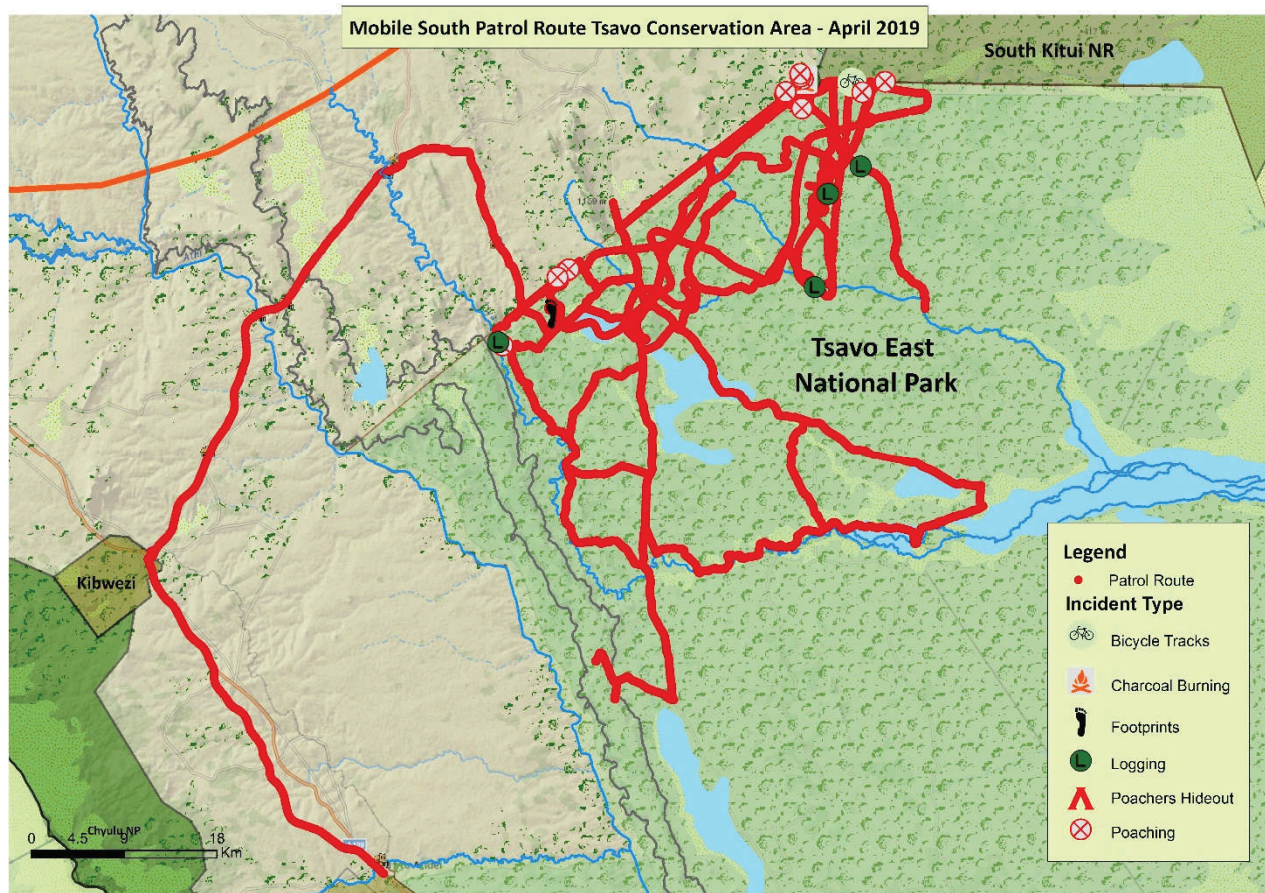 Mobile South Patrol Route Tsavo Conservation Area - April 2019
South Kitui NR
Tsavo East
National Park
Kibwezi
Chyulu NP
0 4.5 9 18
Km
Legend
Patrol Route
Incident Type
Bicycle Tracks
Charcoal Burning
Footprints
L Logging
Poachers Hideout
Poaching
L
L
L
L